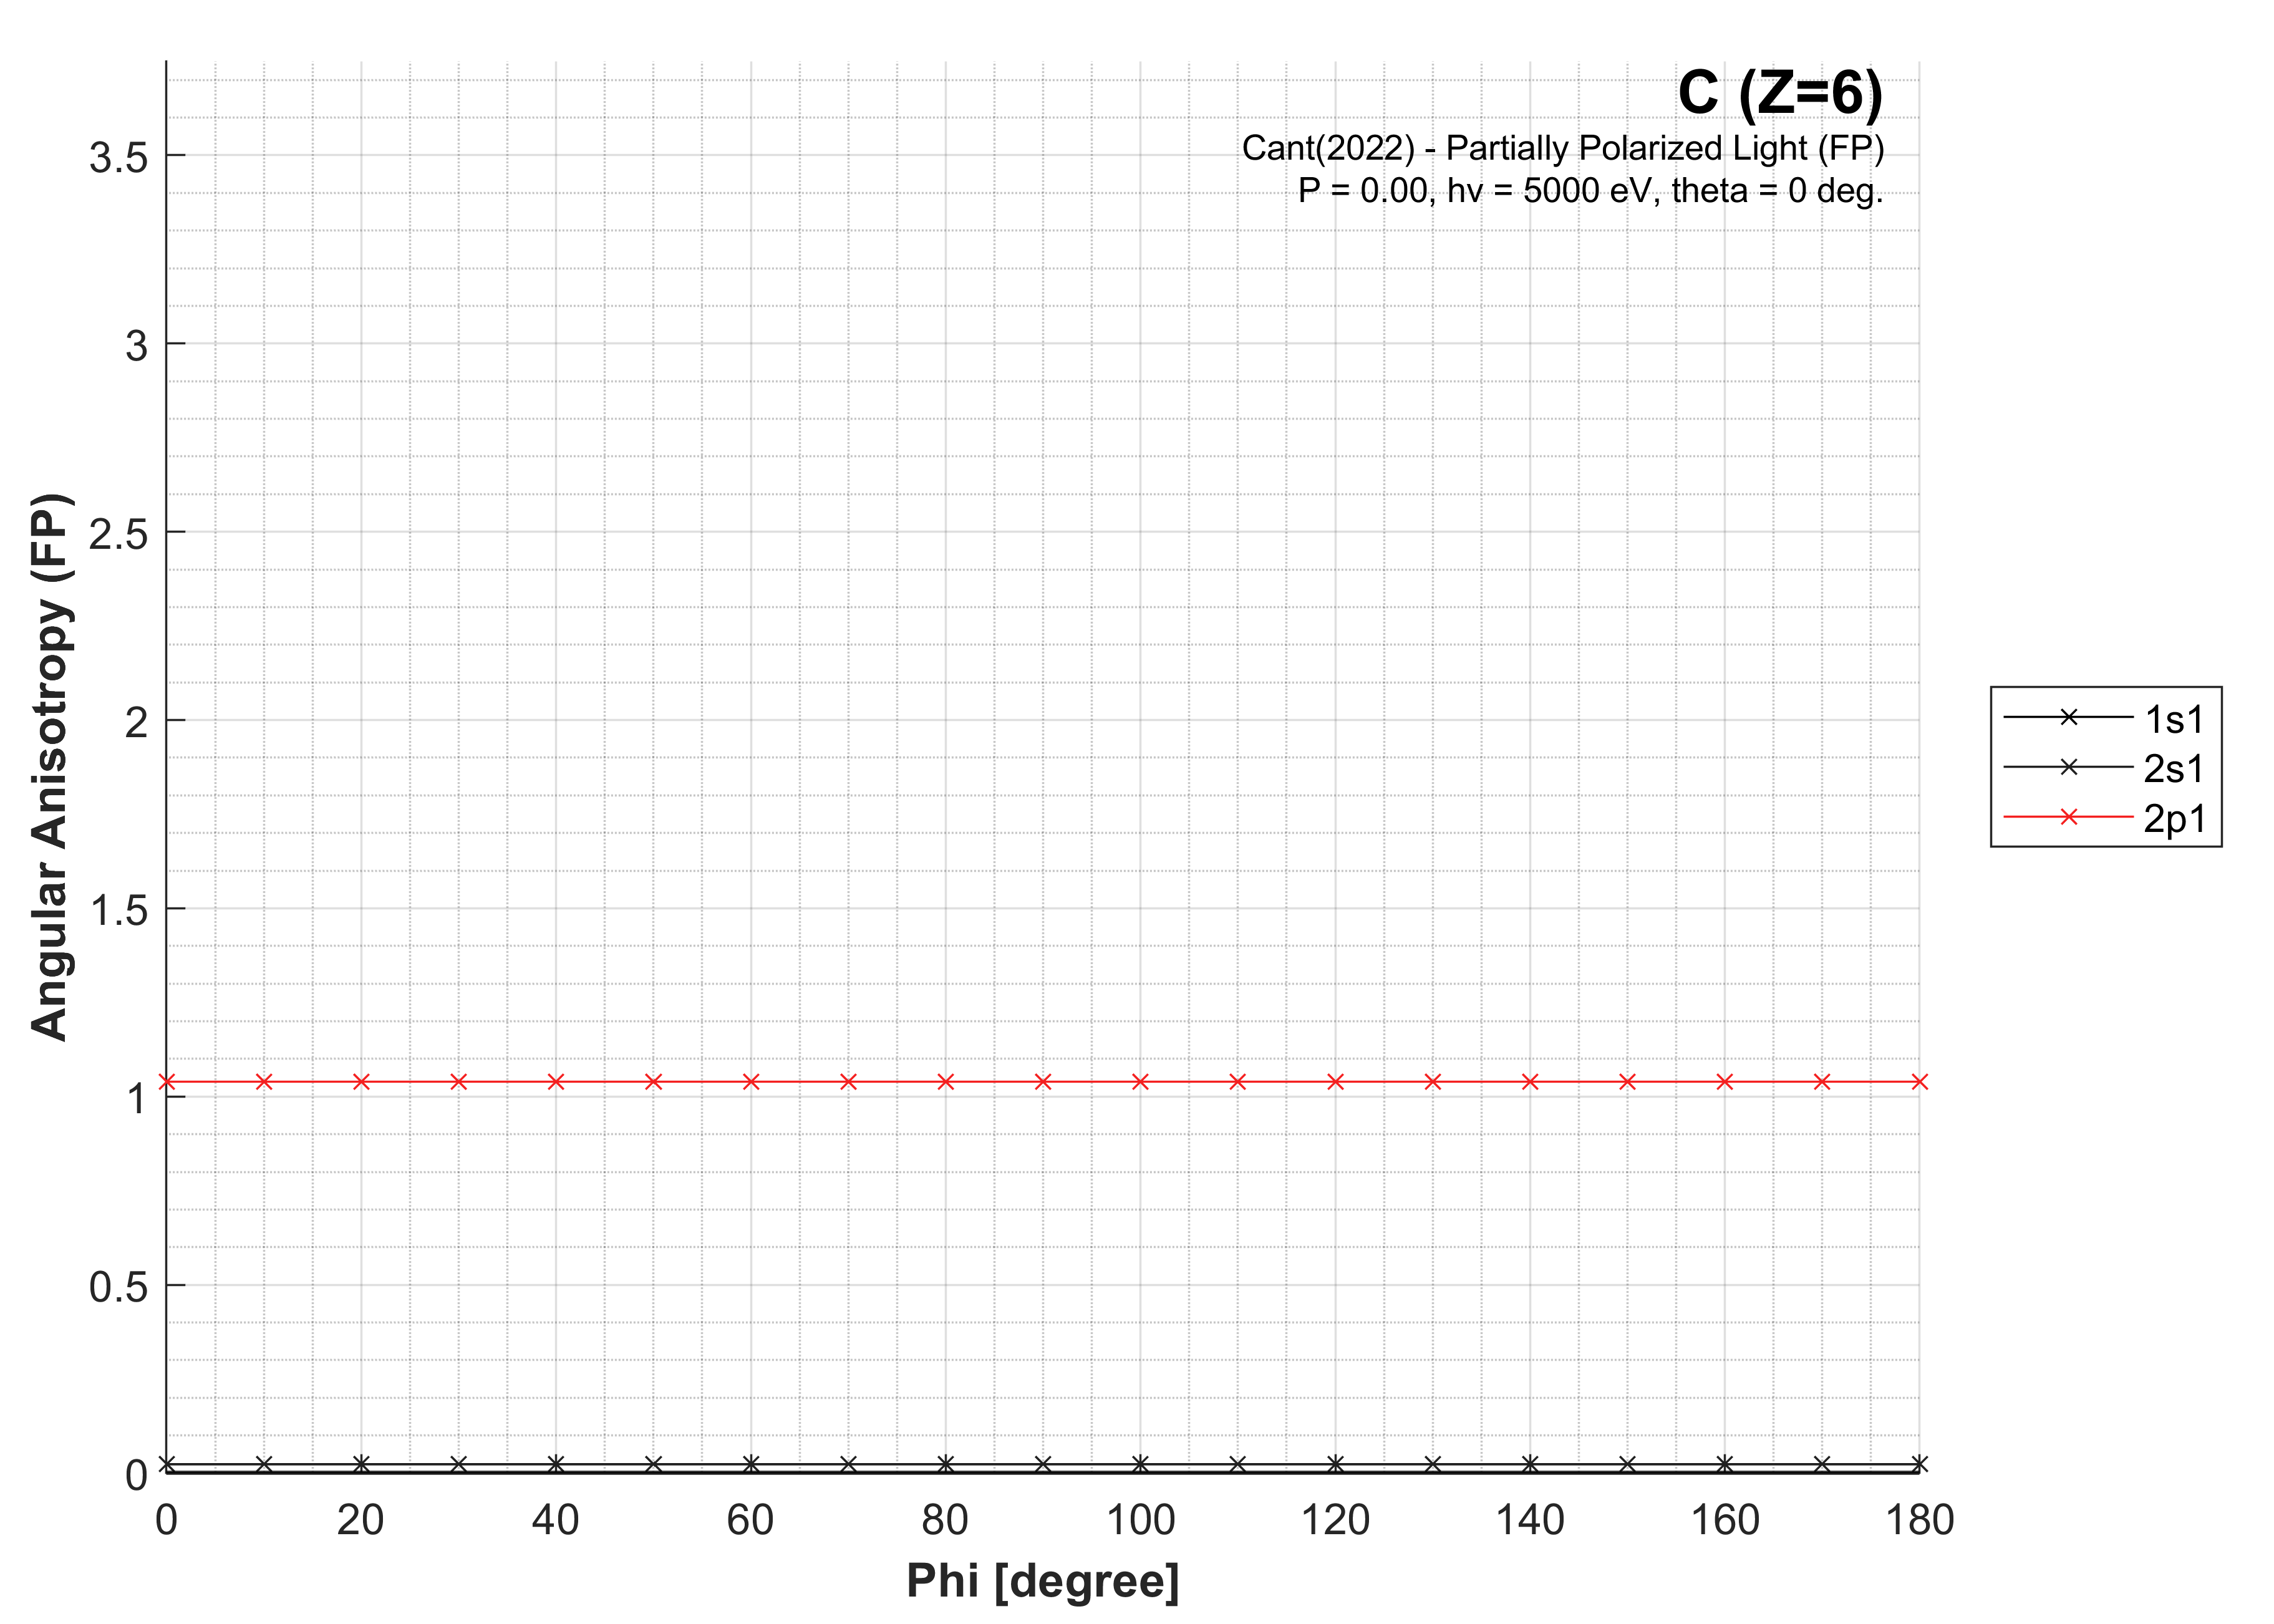 C (Z=6)
Cant(2022) - Partially Polarized Light (FP)
P = 0.00, hv = 5000 eV, theta = 0 deg.
Angular Anisotropy (FP)
3.5
3
2.5
2
1.5
1
0.5
0
0 20 40 60 80 100 120 140 160 180
Phi [degree]
1s1
2s1
2p1